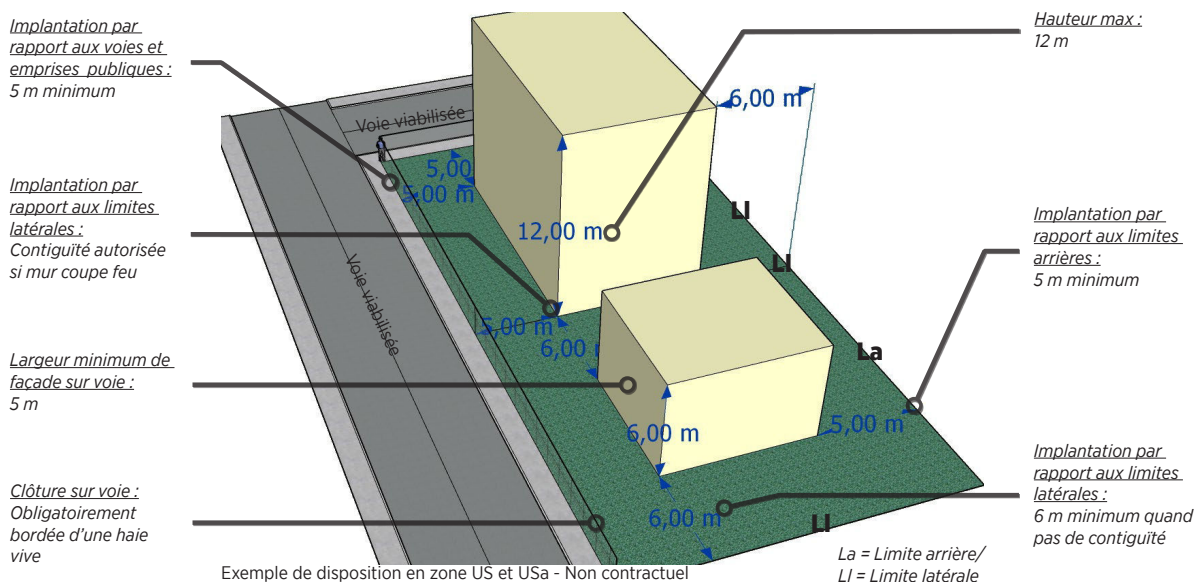 Implantation par
rapport aux voies et
emprises publiques :
5 m minimum
Implantation par
rapport aux limites
latérales :
Contiguïté autorisée
si mur coupe feu
Largeur minimum de
façade sur voie :
5 m
Clôture sur voie :
Obligatoirement
bordée d'une haie
vive
Voie viabilisée
Voie viabilisée
5,00
5,00 m
12,00 m
6,00 m
5,00 m
6,00
6,00 m
5,00 m
6,00 m
Ll
Ll
La
Ll
Hauteur max :
12 m
Implantation par
rapport aux limites
arrières :
5 m minimum
Implantation par
rapport aux limites
latérales :
6 m minimum quand
pas de contiguïté
Exemple de disposition en zone US et USa - Non contractuel
La = Limite arrière/
Ll = Limite latérale